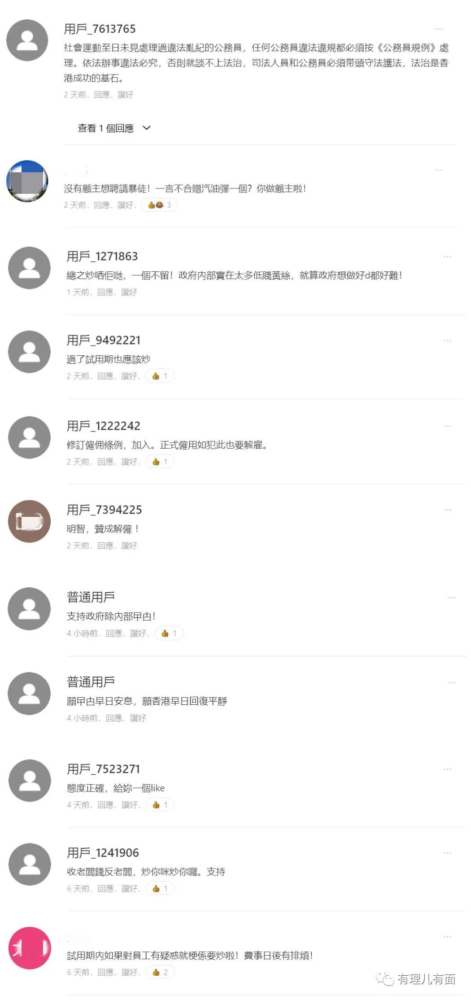 用戶_7613765
...
社會運動至日未見處理過違法亂紀的公務員，任何公務員違法違規都必須按《公務員規例》處
理。依法辦事違法必究，否則就談不上法治，司法人員和公務員必須带頭守法護法，法治是香
港成功的基石。
2 天前．回應．讚好
查看 1 個回應
...
沒有顧主想聘請暴徒！一言不合贈汽油彈一個？你做顧主啦！
2 天前．回應．讚好． 3
用戶_1271863
...
總之炒哂佢哋，一個不留！政府內部實在太多低賤黃絲，就算政府想做好d都好難！
1 天前．回應．讚好
用戶_9492221
...
過了試用期也應該炒
2 天前．回應．讚好． 1
用戶_1222242
...
修訂僱佣條例，加入。正式僱用如犯此也要解雇。
2 天前．回應．讚好． 1
用戶_7394225
...
明智，贊成解僱 ！
2 天前．回應．讚好
普通用戶
...
支持政府除內部曱甴！
4 小時前．回應．讚好． 1
普通用戶
...
願曱甴早日安息，願香港早日回復平靜
4 小時前．回應．讚好
用戶_7523271
...
態度正確，給妳一個like
4 天前．回應．讚好． 1
用戶_1241906
...
收老闆錢反老闆，炒你咪炒你囉。支持
6 天前．回應．讚好． 1
...
試用期內如果對員工有疑惑就梗係要炒啦！費事日後有排煩！
6 天前．回應．讚好． 2
有理儿有面